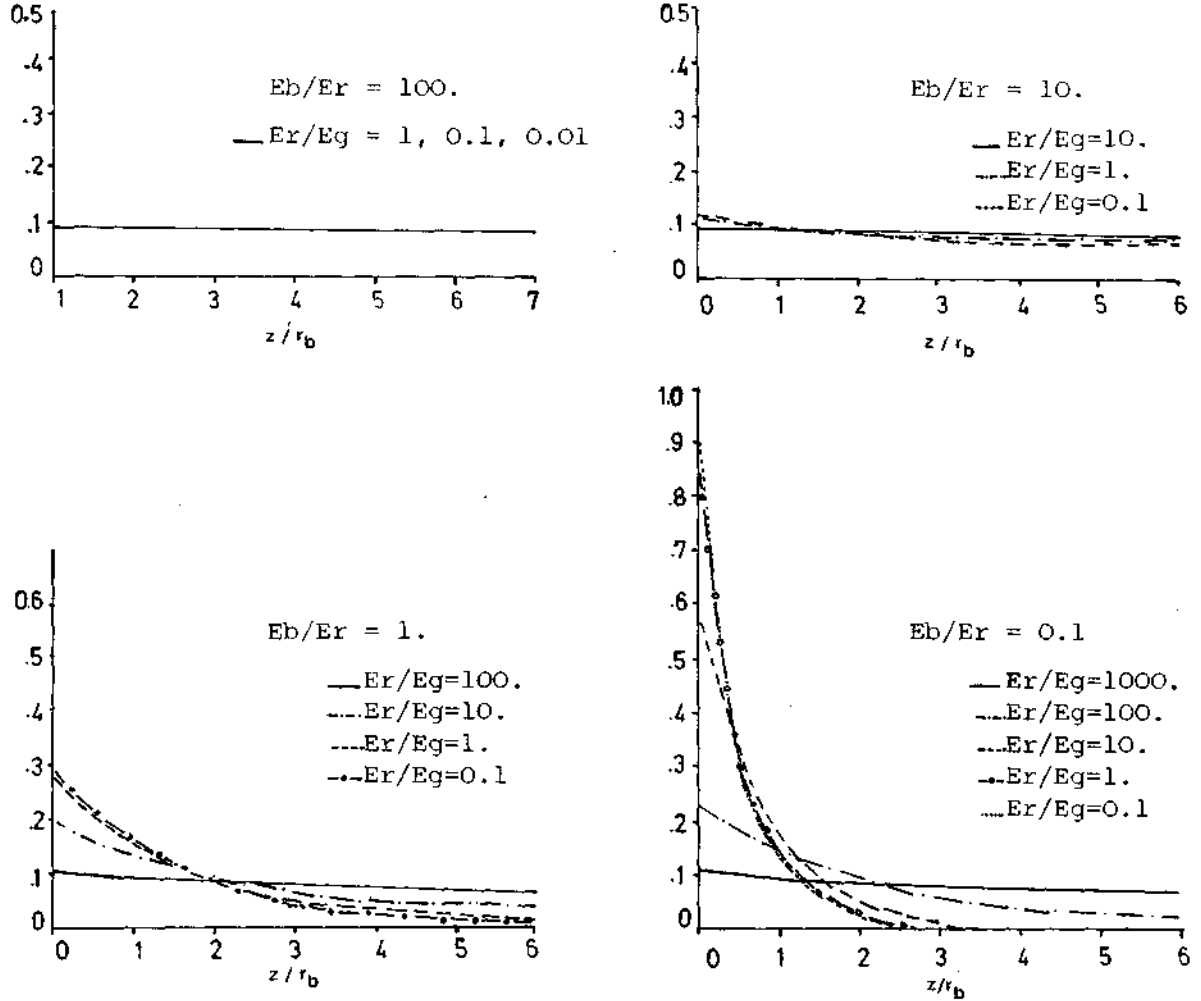 0.5
.4
.3
.2
.1
0
Eb/Er = 100.
Er/Eg = 1, 0.1, 0.01
1 2 3 4 5 6 7
z/rb
0.5
.4
.3
.2
.1
0
Eb/Er = 10.
Er/Eg=10.
Er/Eg=1.
Er/Eg=0.1
0 1 2 3 4 5 6
z/rb
0.6
.5
.4
.3
.2
.1
0
Eb/Er = 1.
Er/Eg=100.
Er/Eg=10.
Er/Eg=1.
Er/Eg=0.1
0 1 2 3 4 5 6
z/rb
1.0
.9
.8
.7
.6
.5
.4
.3
.2
.1
0
Eb/Er = 0.1
Er/Eg=1000.
Er/Eg=100.
Er/Eg=10.
Er/Eg=1.
Er/Eg=0.1
0 1 2 3 4 5 6
z/rb